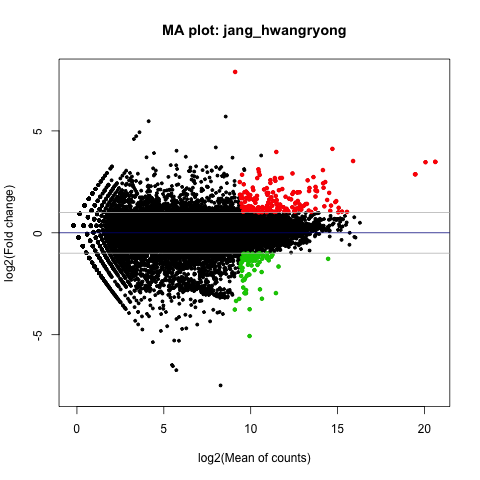 MA plot: jang_hwangryong
log2(Fold change)
5
0
-5
0 5 10 15 20
log2(Mean of counts)